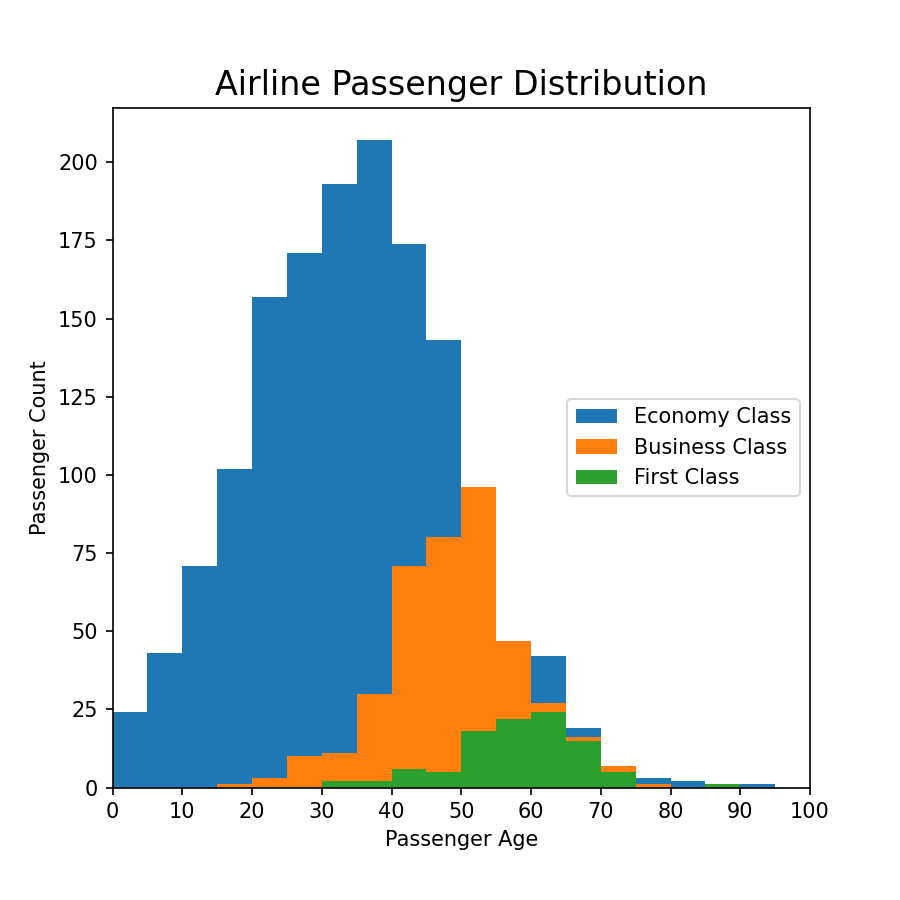 Airline Passenger Distribution
Passenger Count
200
175
150
125
100
75
50
25
0
Economy Class
Business Class
First Class
0 10 20 30 40 50 60 70 80 90 100
Passenger Age